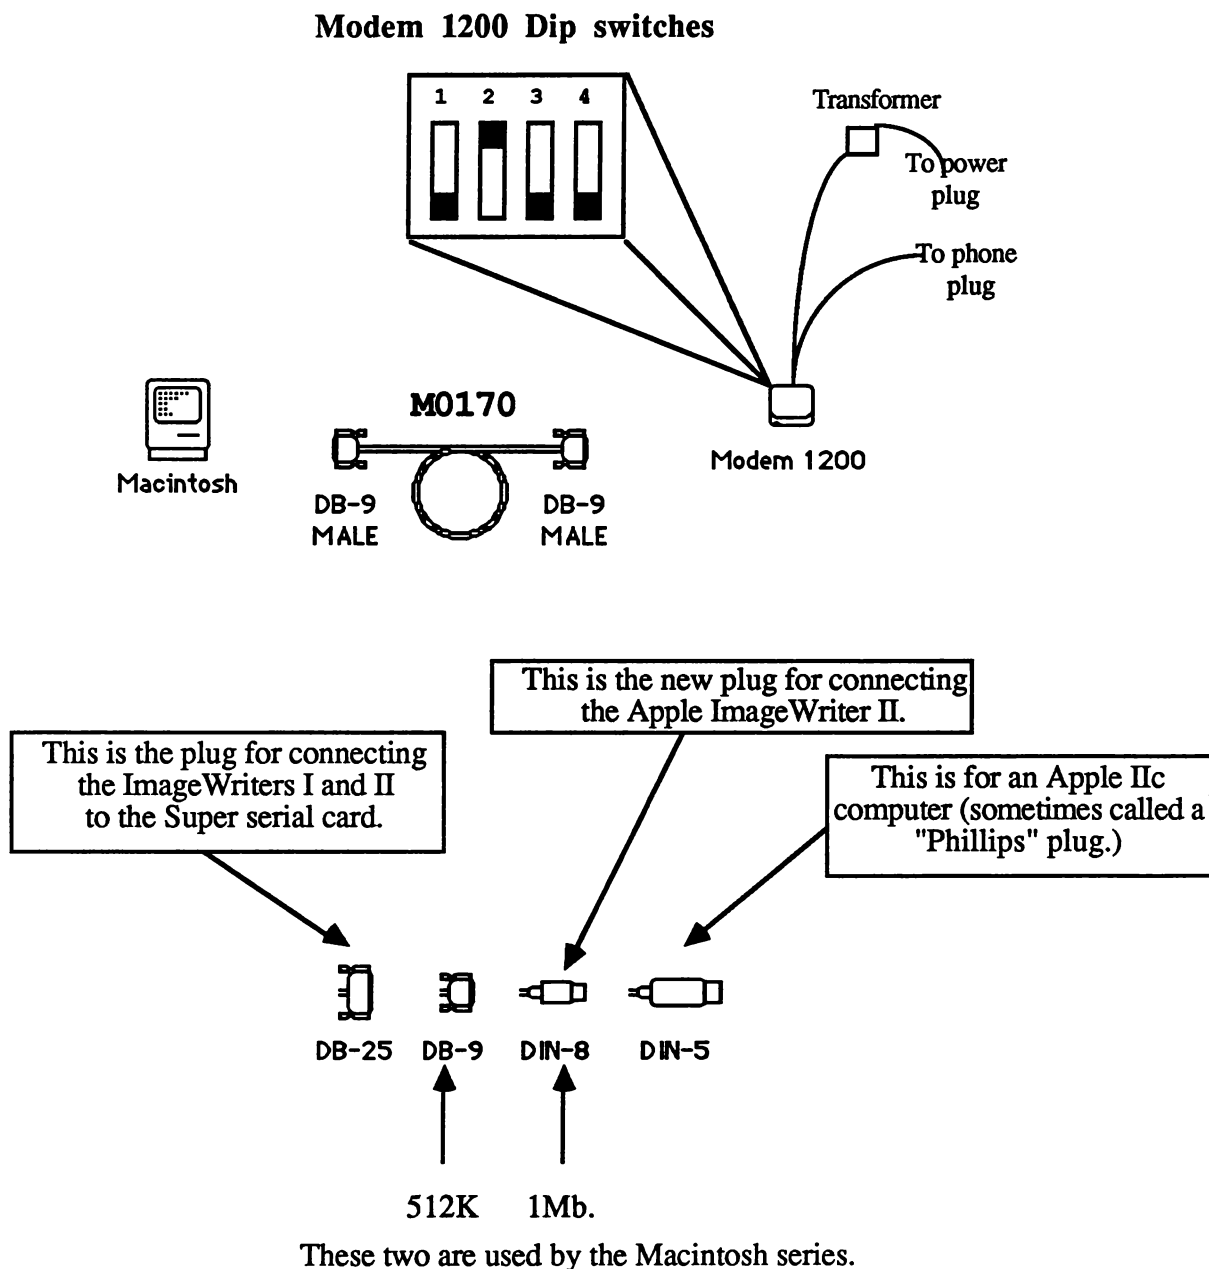 Modem 1200 Dip switches
1 2 3 4
Transformer
To power
plug
To phone
plug
M0170
Macintosh
Modem 1200
DB-9
MALE
DB-9
MALE
This is the new plug for connecting
the Apple ImageWriter II.
This is the plug for connecting
the ImageWriters I and II
to the Super serial card.
This is for an Apple IIc
computer (sometimes called a
"Phillips" plug.)
DB-25
DB-9
DIN-8
DIN-5
512K
1Mb.
These two are used by the Macintosh series.